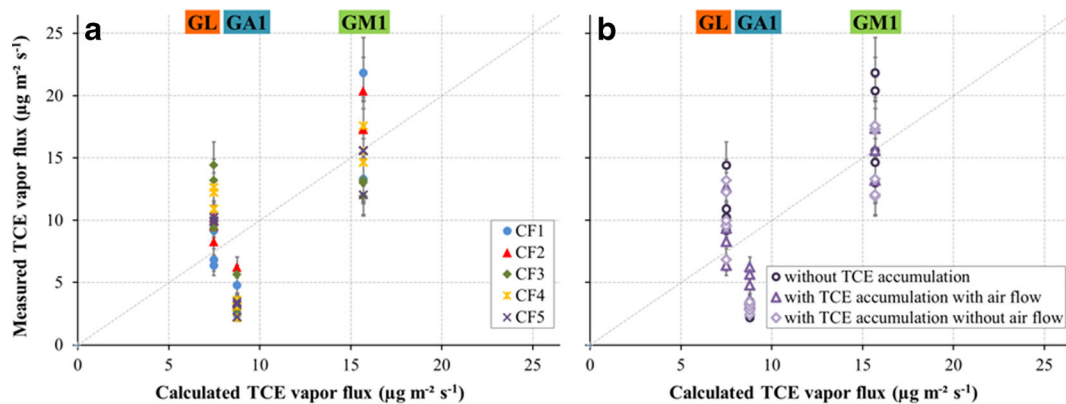 GL GA1 GM1
a
Measured TCE vapor flux (µg m⁻² s⁻¹)
25
20
15
10
5
0
CF1
CF2
CF3
CF4
CF5
0 5 10 15 20 25
Calculated TCE vapor flux (µg m⁻² s⁻¹)
GL GA1 GM1
b
without TCE accumulation
with TCE accumulation with air flow
with TCE accumulation without air flow
0 5 10 15 20 25
Calculated TCE vapor flux (µg m⁻² s⁻¹)